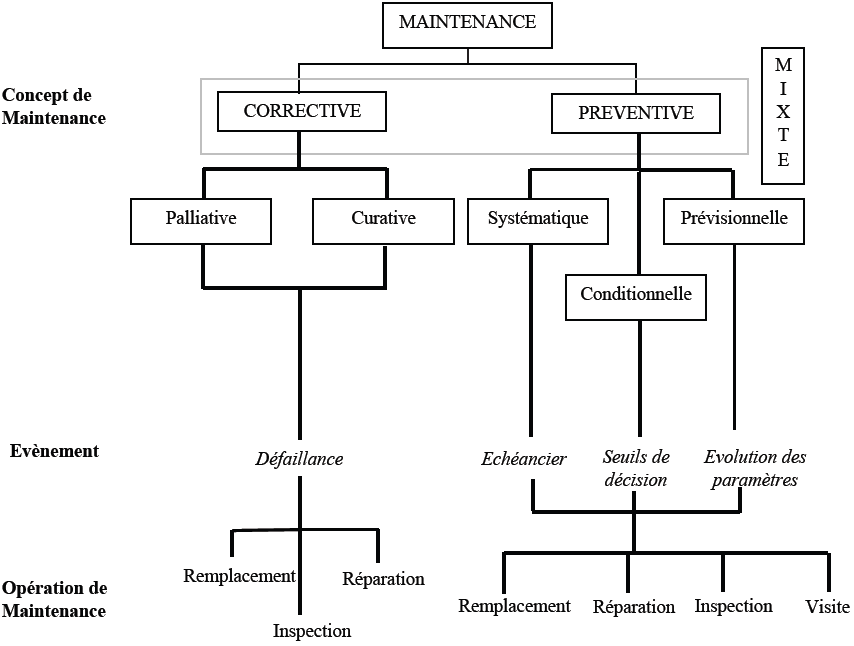 MAINTENANCE
M
I
X
T
E
Concept de
Maintenance
CORRECTIVE
PREVENTIVE
Palliative
Curative
Systématique
Prévisionnelle
Conditionnelle
Evènement
Défaillance
Echéancier
Seuils de
décision
Evolution des
paramètres
Opération de
Maintenance
Remplacement
Réparation
Inspection
Remplacement
Réparation
Inspection
Visite